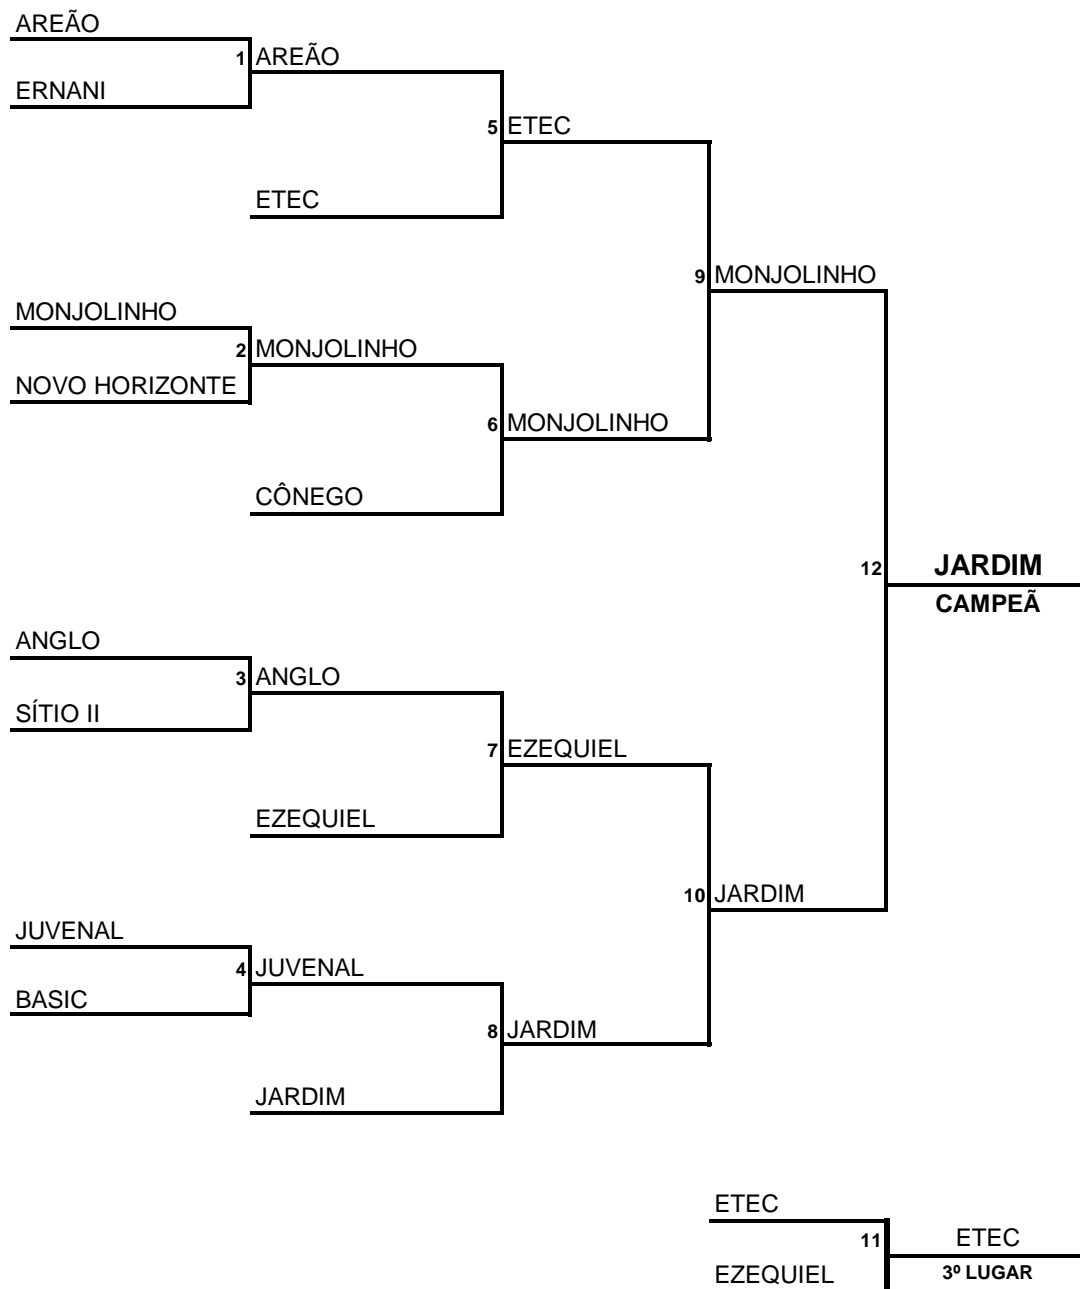 AREÃO
1 AREÃO
ERNANI
5 ETEC
ETEC
9 MONJOLINHO
MONJOLINHO
2 MONJOLINHO
NOVO HORIZONTE
6 MONJOLINHO
CÔNEGO
12 JARDIM
CAMPEÃ
ANGLO
3 ANGLO
SÍTIO II
7 EZEQUIEL
EZEQUIEL
10 JARDIM
JUVENAL
4 JUVENAL
BASIC
8 JARDIM
JARDIM
ETEC
11 ETEC
EZEQUIEL 3º LUGAR